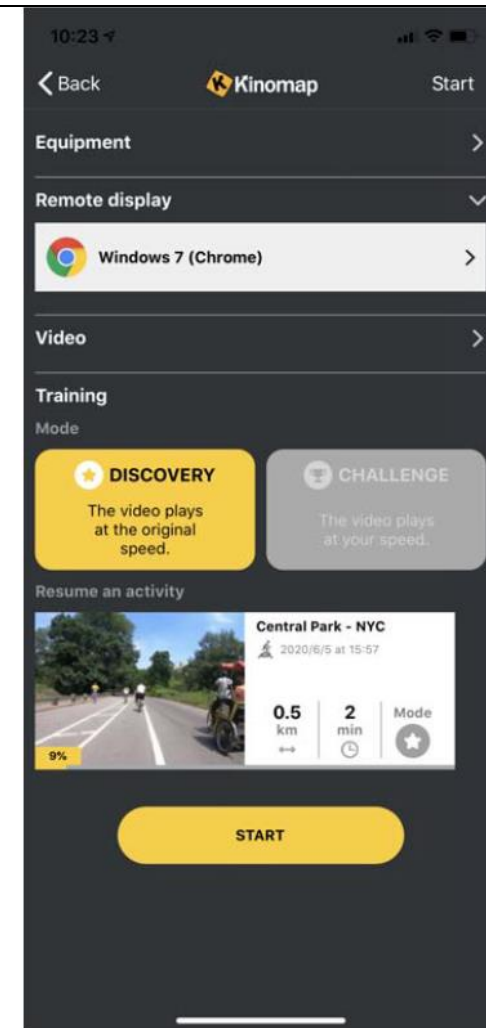 10:23
Back
Kinomap
Start
Equipment
Remote display
Windows 7 (Chrome)
Video
Training
Mode
DISCOVERY
The video plays
at the original
speed.
CHALLENGE
The video plays
at your speed.
Resume an activity
Central Park - NYC
2020/6/5 at 15:57
0.5
km
2
min
Mode
9%
START